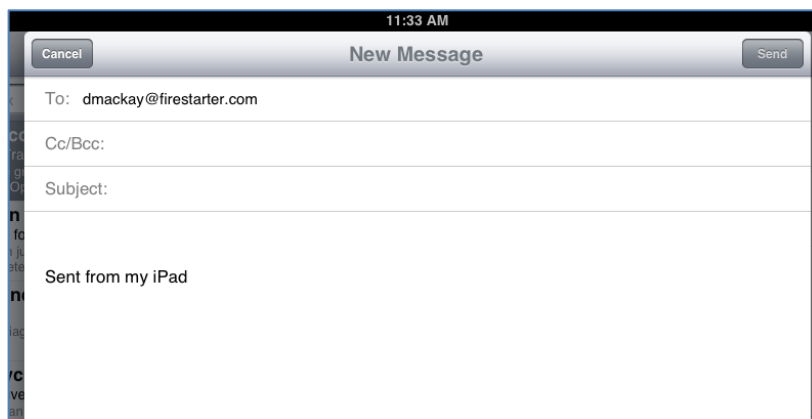 11:33 AM
Cancel
New Message
Send
To: dmackay@firestarter.com
Cc/Bcc:
Subject:
Sent from my iPad